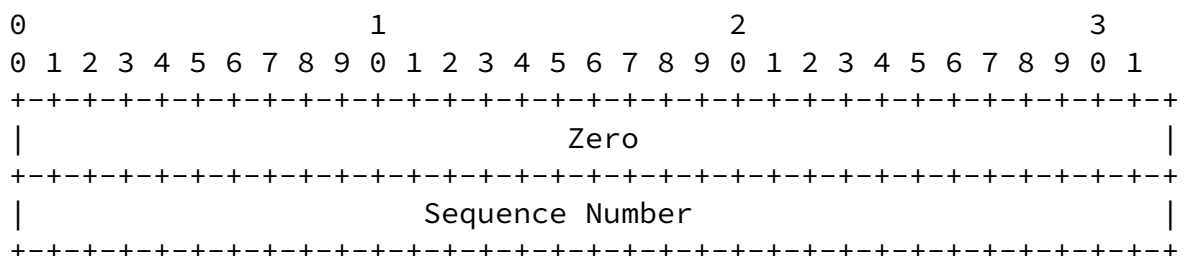 0                   1                   2                   3
0 1 2 3 4 5 6 7 8 9 0 1 2 3 4 5 6 7 8 9 0 1 2 3 4 5 6 7 8 9 0 1
+-+-+-+-+-+-+-+-+-+-+-+-+-+-+-+-+-+-+-+-+-+-+-+-+-+-+-+-+-+-+-+-+
|                              Zero                             |
+-+-+-+-+-+-+-+-+-+-+-+-+-+-+-+-+-+-+-+-+-+-+-+-+-+-+-+-+-+-+-+-+
|                      Sequence Number                          |
+-+-+-+-+-+-+-+-+-+-+-+-+-+-+-+-+-+-+-+-+-+-+-+-+-+-+-+-+-+-+-+-+